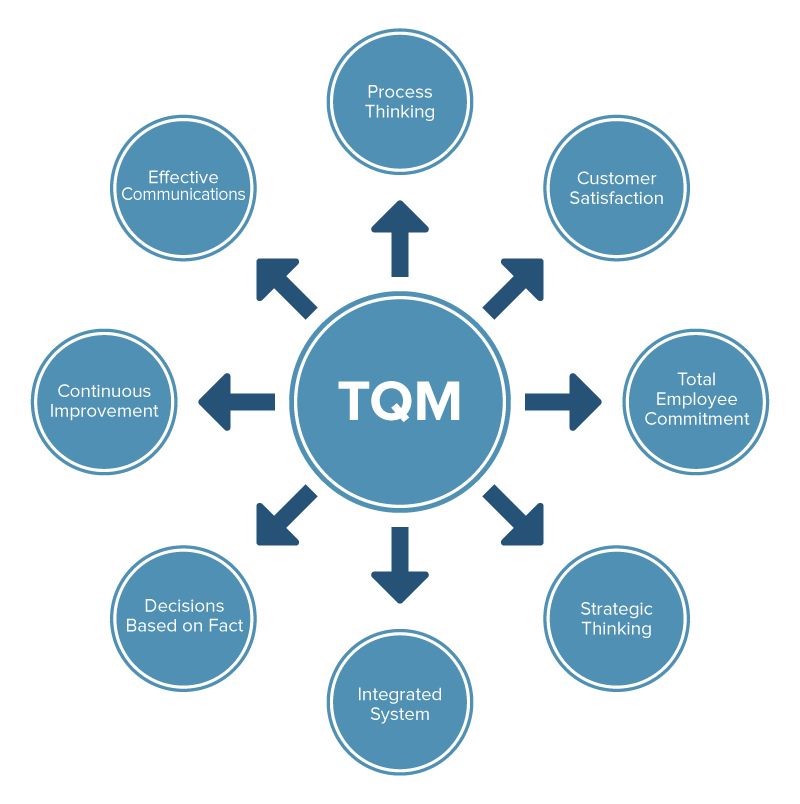 Process
Thinking
Customer
Satisfaction
Total
Employee
Commitment
Strategic
Thinking
Integrated
System
Decisions
Based on Fact
Continuous
Improvement
Effective
Communications
TQM